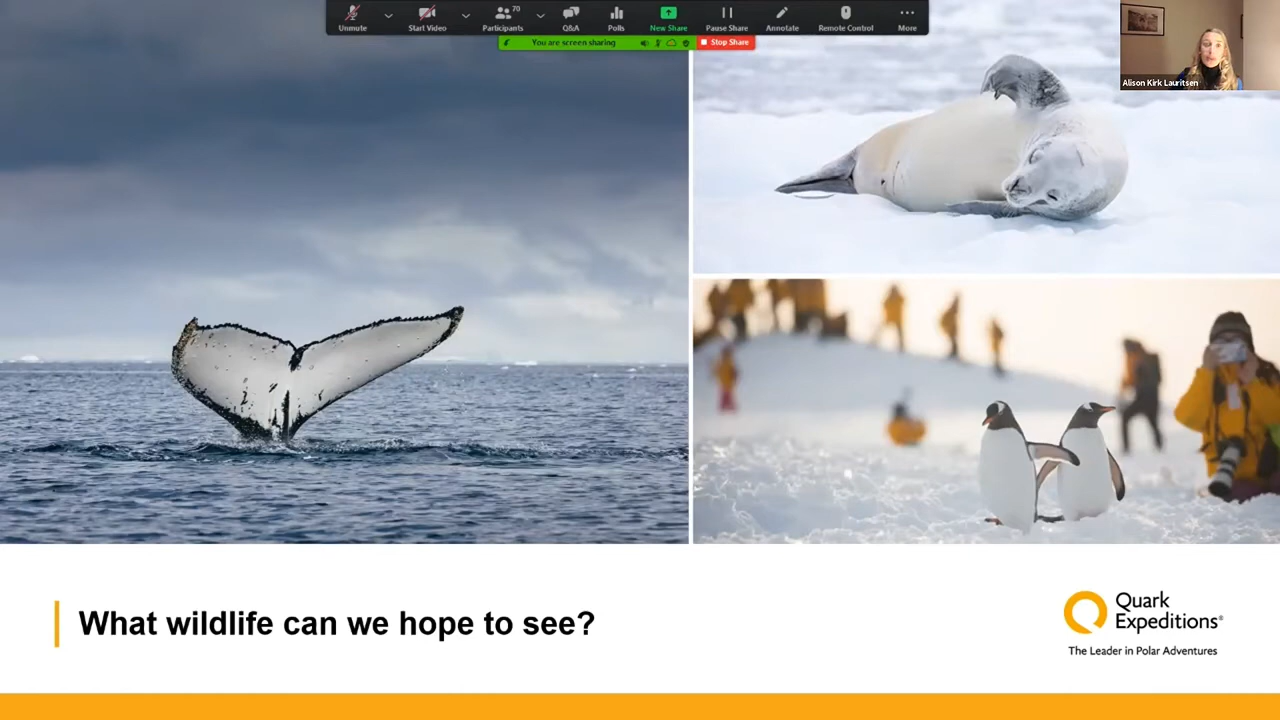 70
Unmute
Start Video
Participants
Q&A
Polls
New Share
Pause Share
Annotate
Remote Control
More
You are screen sharing
Stop Share
Alison Kirk Lauritsen
What wildlife can we hope to see?
Quark
Expeditions®
The Leader in Polar Adventures